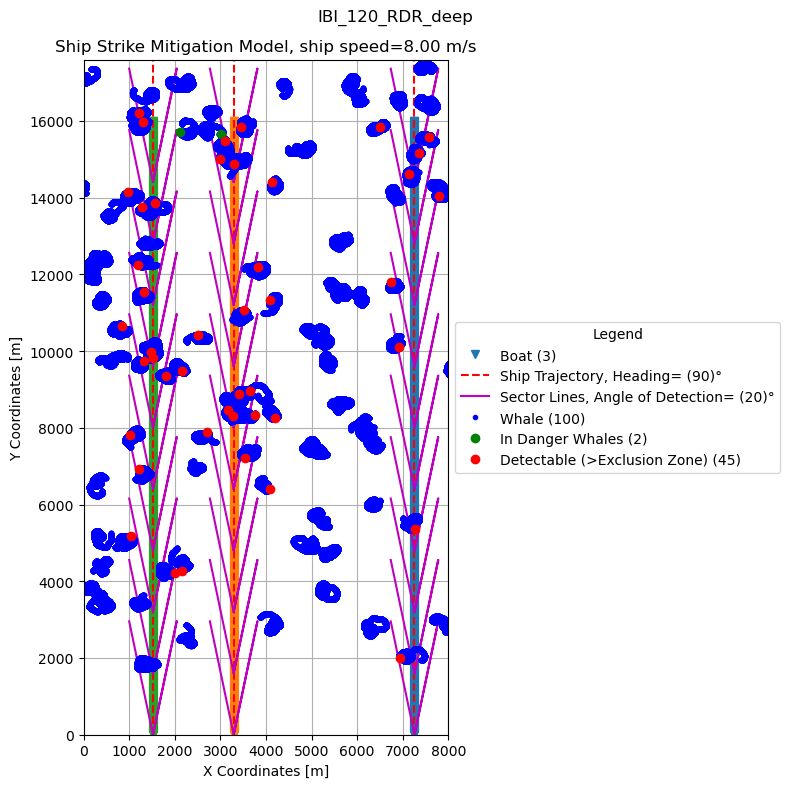 IBI_120_RDR_deep
Ship Strike Mitigation Model, ship speed=8.00 m/s
16000
14000
12000
10000
8000
6000
4000
2000
0
Y Coordinates [m]
0 1000 2000 3000 4000 5000 6000 7000 8000
X Coordinates [m]
Legend
Boat (3)
Ship Trajectory, Heading= (90)°
Sector Lines, Angle of Detection= (20)°
Whale (100)
In Danger Whales (2)
Detectable (>Exclusion Zone) (45)